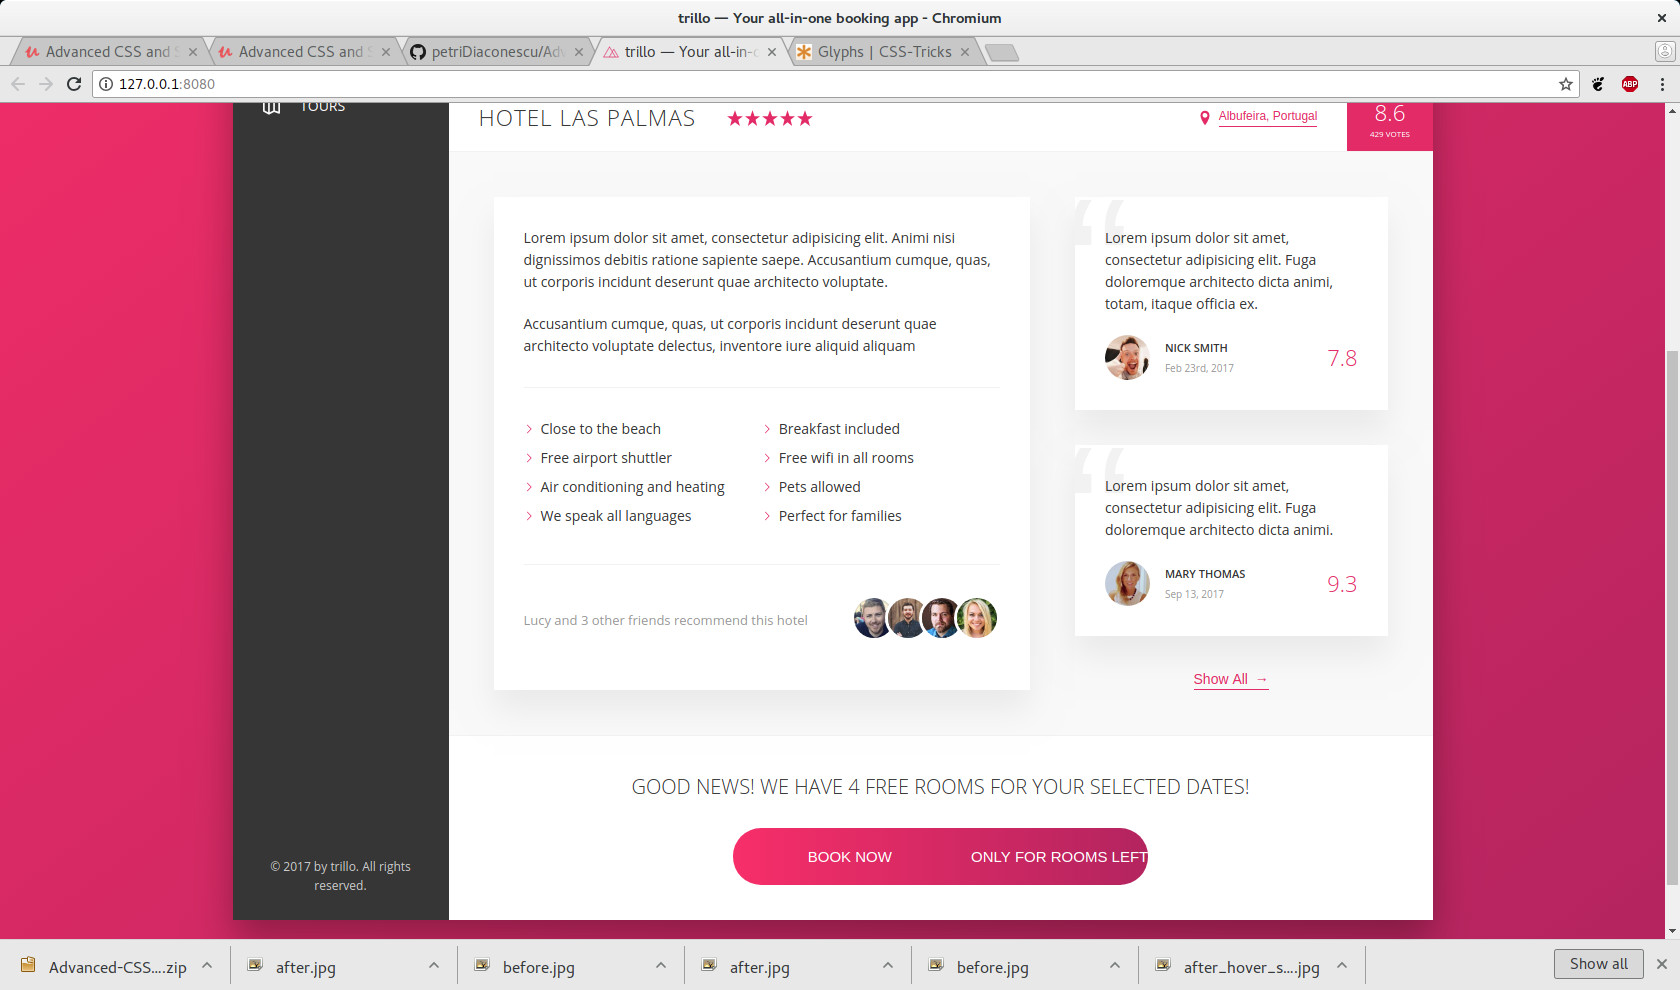 trillo — Your all-in-one booking app - Chromium
Advanced CSS and S
Advanced CSS and S
petriDiaconescu/Adv
trillo — Your all-in-o
Glyphs | CSS-Tricks
127.0.0.1:8080
ABP
TOURS
HOTEL LAS PALMAS
★★★★★
Albufeira, Portugal
8.6
429 VOTES
Lorem ipsum dolor sit amet, consectetur adipisicing elit. Animi nisi
dignissimos debitis ratione sapiente saepe. Accusantium cumque, quas,
ut corporis incidunt deserunt quae architecto voluptate.
Accusantium cumque, quas, ut corporis incidunt deserunt quae
architecto voluptate delectus, inventore iure aliquid aliquam
Close to the beach
Breakfast included
Free airport shuttler
Free wifi in all rooms
Air conditioning and heating
Pets allowed
We speak all languages
Perfect for families
Lucy and 3 other friends recommend this hotel
“
Lorem ipsum dolor sit amet,
consectetur adipisicing elit. Fuga
doloremque architecto dicta animi,
totam, itaque officia ex.
NICK SMITH
Feb 23rd, 2017
7.8
“
Lorem ipsum dolor sit amet,
consectetur adipisicing elit. Fuga
doloremque architecto dicta animi.
MARY THOMAS
Sep 13, 2017
9.3
Show All →
GOOD NEWS! WE HAVE 4 FREE ROOMS FOR YOUR SELECTED DATES!
BOOK NOW
ONLY FOR ROOMS LEFT
© 2017 by trillo. All rights
reserved.
Advanced-CSS....zip
after.jpg
before.jpg
after.jpg
before.jpg
after_hover_s....jpg
Show all